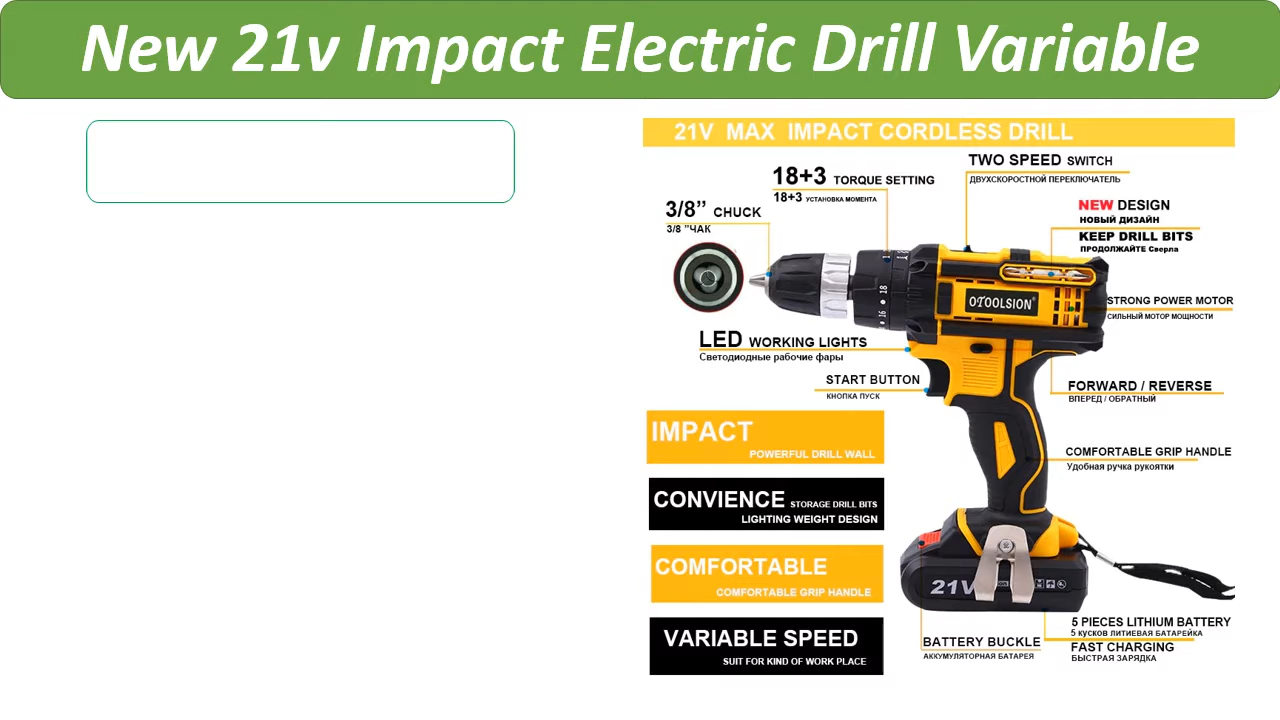 New 21v Impact Electric Drill Variable
21V MAX IMPACT CORDLESS DRILL
TWO SPEED SWITCH
ДВУХСКОРОСТНОЙ ПЕРЕКЛЮЧАТЕЛЬ
18+3 TORQUE SETTING
18+3 УСТАНОВКА МОМЕНТА
3/8” CHUCK
3/8 "ЧАК
NEW DESIGN
НОВЫЙ ДИЗАЙН
KEEP DRILL BITS
ПРОДОЛЖАЙТЕ Сверла
OTOOLSION
18
16
STRONG POWER MOTOR
СИЛЬНЫЙ МОТОР МОЩНОСТИ
LED WORKING LIGHTS
Светодиодные рабочие фары
START BUTTON
КНОПКА ПУСК
FORWARD / REVERSE
ВПЕРЕД / ОБРАТНЫЙ
IMPACT
POWERFUL DRILL WALL
COMFORTABLE GRIP HANDLE
Удобная ручка рукоятки
CONVIENCE STORAGE DRILL BITS
LIGHTING WEIGHT DESIGN
COMFORTABLE
COMFORTABLE GRIP HANDLE
21V
VARIABLE SPEED
SUIT FOR KIND OF WORK PLACE
BATTERY BUCKLE
АККУМУЛЯТОРНАЯ БАТАРЕЯ
5 PIECES LITHIUM BATTERY
5 кусков ЛИТИЕВАЯ БАТАРЕЙКА
FAST CHARGING
БЫСТРАЯ ЗАРЯДКА